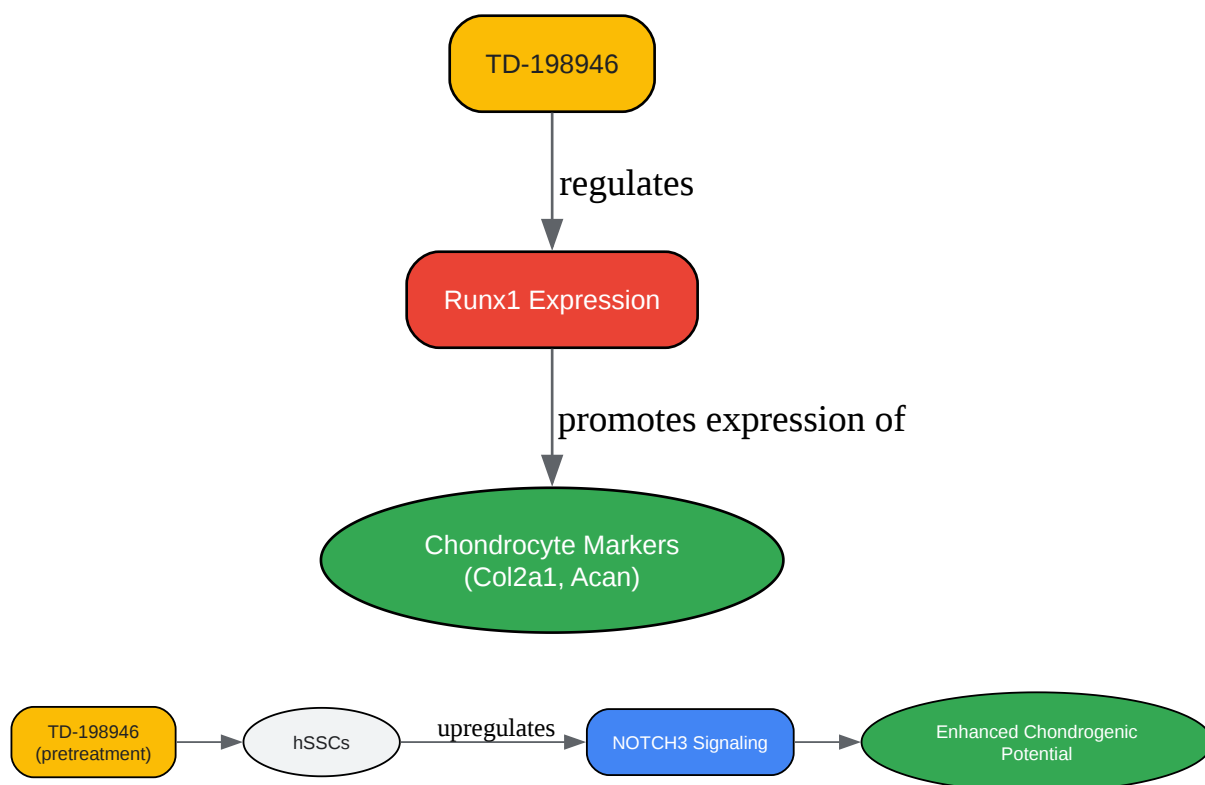 TD-198946
regulates
Runx1 Expression
promotes expression of
Chondrocyte Markers
(Col2a1, Acan)
TD-198946
(pretreatment)
hSSCs
upregulates
NOTCH3 Signaling
Enhanced Chondrogenic
Potential